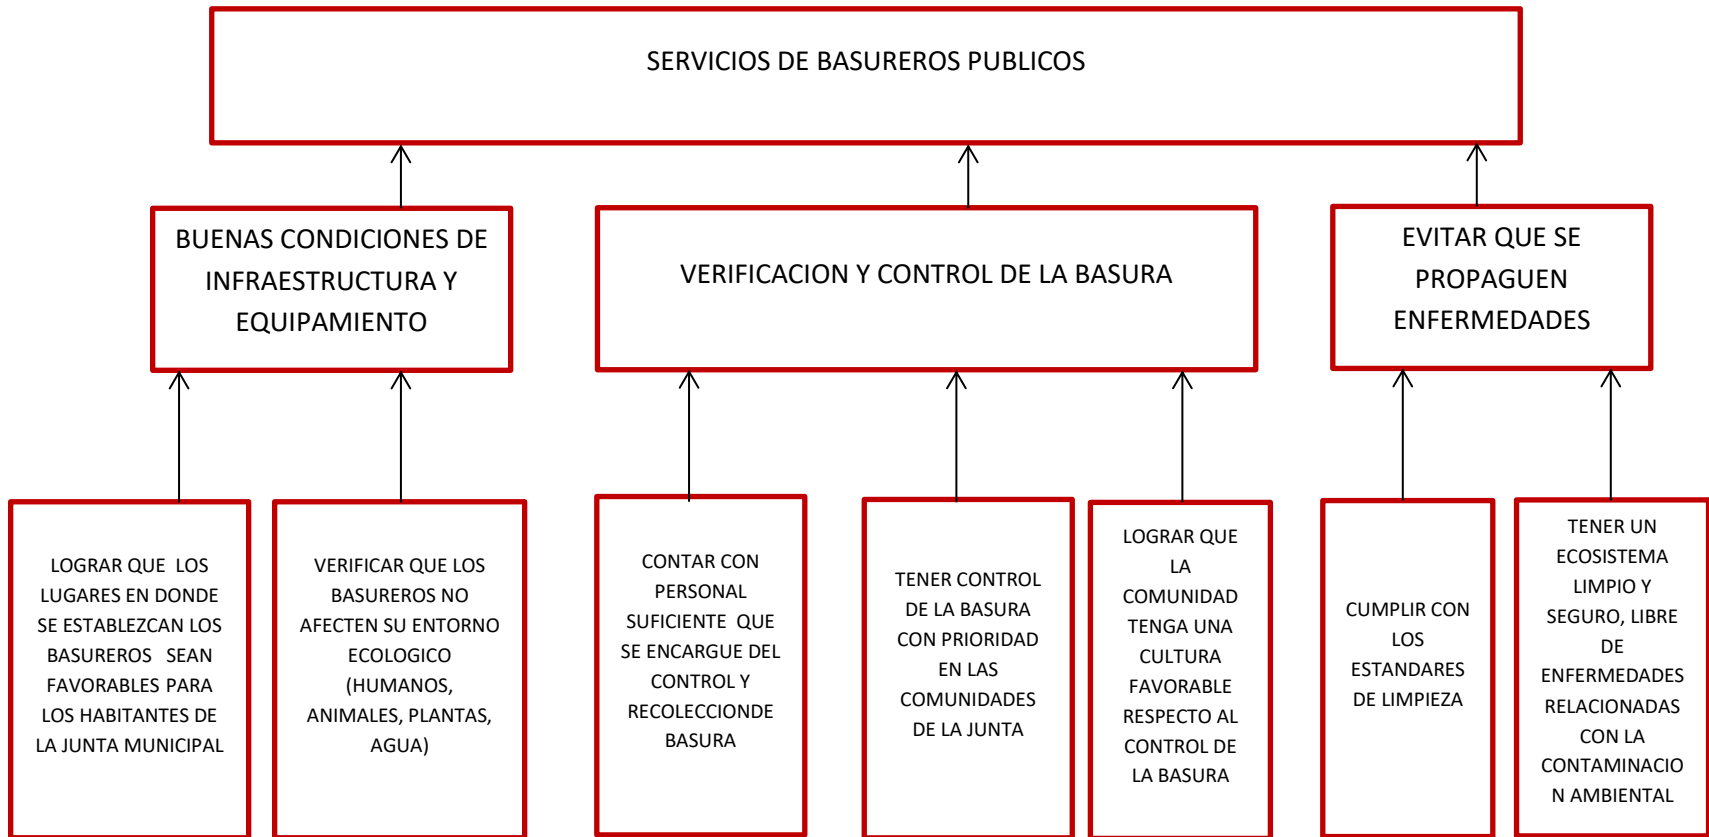 SERVICIOS DE BASUREROS PUBLICOS
BUENAS CONDICIONES DE
INFRAESTRUCTURA Y
EQUIPAMIENTO
VERIFICACION Y CONTROL DE LA BASURA
EVITAR QUE SE
PROPAGUEN
ENFERMEDADES
LOGRAR QUE LOS
LUGARES EN DONDE
SE ESTABLEZCAN LOS
BASUREROS SEAN
FAVORABLES PARA
LOS HABITANTES DE
LA JUNTA MUNICIPAL
VERIFICAR QUE LOS
BASUREROS NO
AFECTEN SU ENTORNO
ECOLOGICO
(HUMANOS,
ANIMALES, PLANTAS,
AGUA)
CONTAR CON
PERSONAL
SUFICIENTE QUE
SE ENCARGUE DEL
CONTROL Y
RECOLECCIONDE
BASURA
TENER CONTROL
DE LA BASURA
CON PRIORIDAD
EN LAS
COMUNIDADES
DE LA JUNTA
LOGRAR QUE
LA
COMUNIDAD
TENGA UNA
CULTURA
FAVORABLE
RESPECTO AL
CONTROL DE
LA BASURA
CUMPLIR CON
LOS
ESTANDARES
DE LIMPIEZA
TENER UN
ECOSISTEMA
LIMPIO Y
SEGURO, LIBRE
DE
ENFERMEDADES
RELACIONADAS
CON LA
CONTAMINACIO
N AMBIENTAL